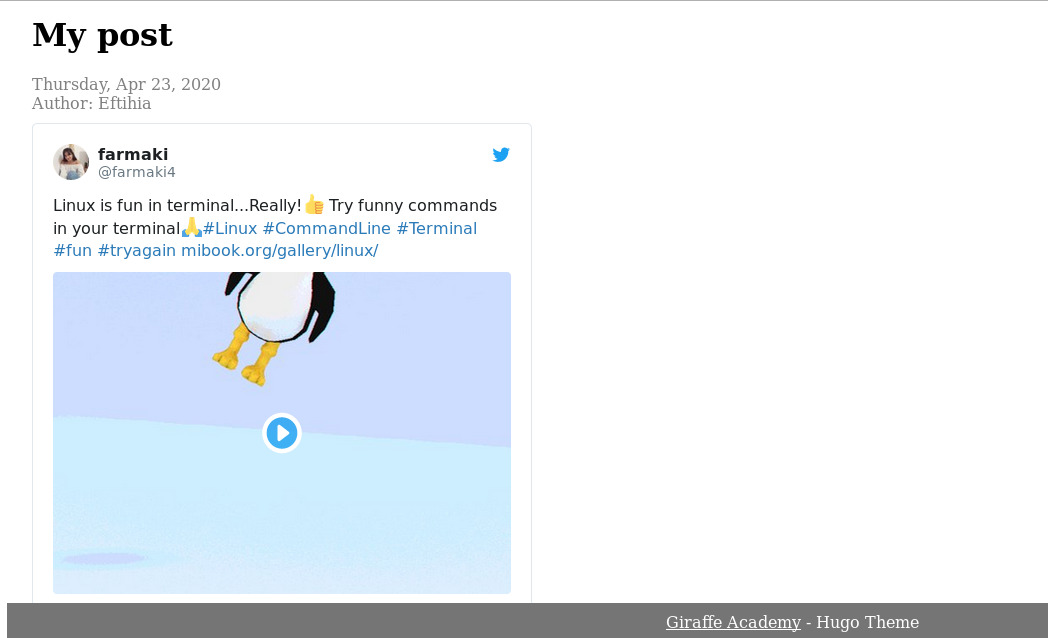 My post
Thursday, Apr 23, 2020
Author: Eftihia
farmaki
@farmaki4
Linux is fun in terminal...Really!👍 Try funny commands
in your terminal🙏#Linux #CommandLine #Terminal
#fun #tryagain mibook.org/gallery/linux/
Giraffe Academy - Hugo Theme